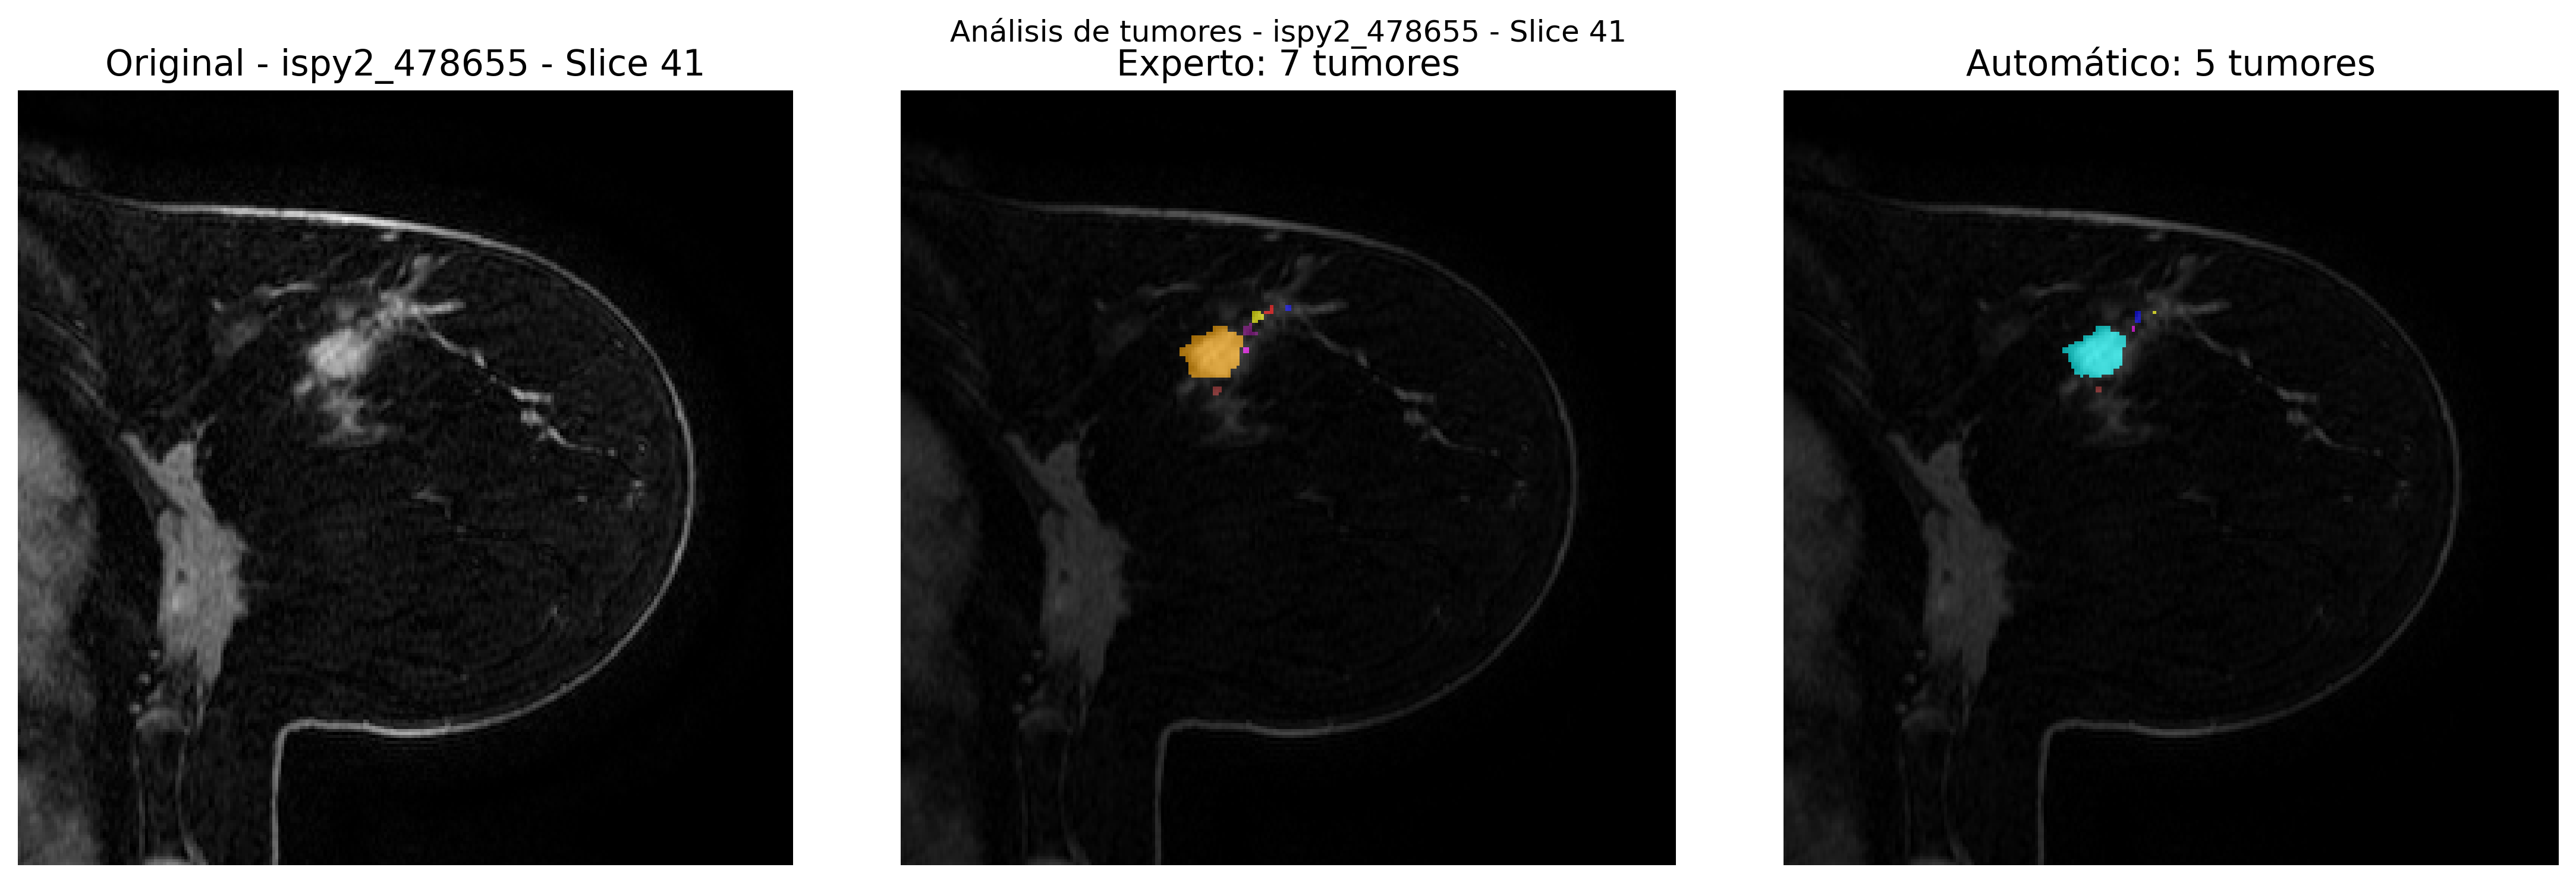 Análisis de tumores - ispy2_478655 - Slice 41
Original - ispy2_478655 - Slice 41
Experto: 7 tumores
Automático: 5 tumores